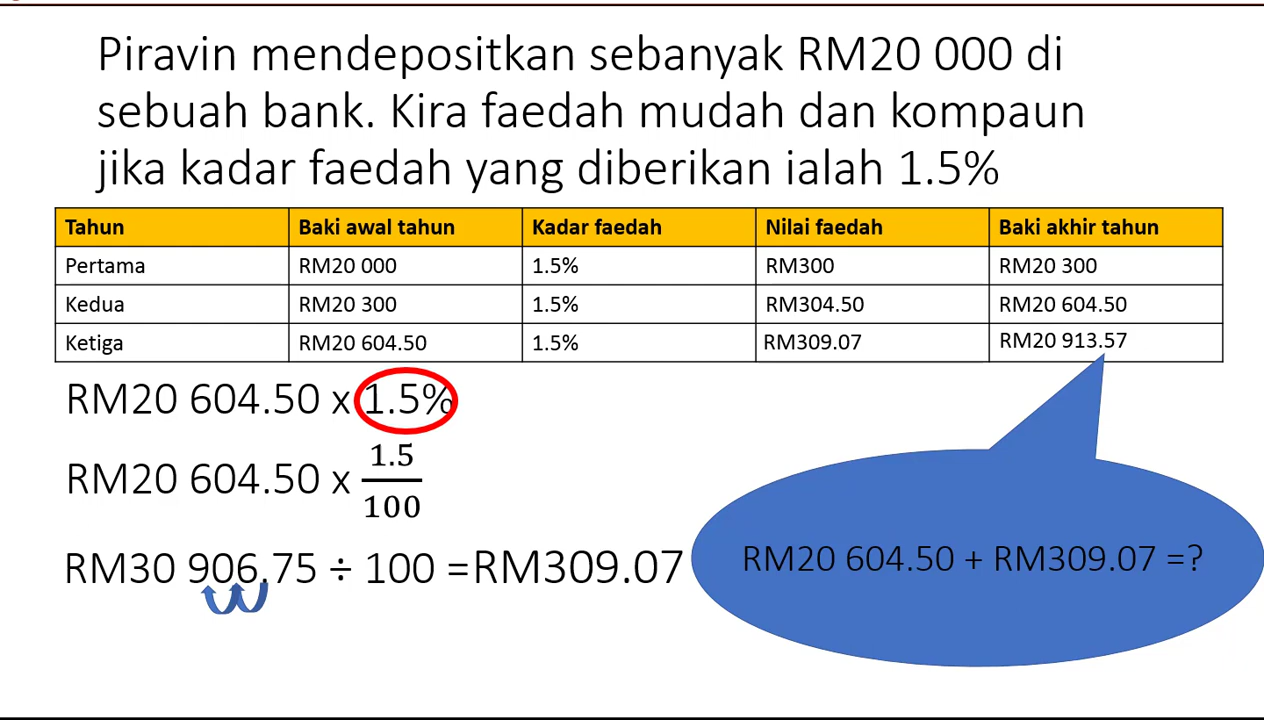 Piravin mendepositkan sebanyak RM20 000 di
sebuah bank. Kira faedah mudah dan kompaun
jika kadar faedah yang diberikan ialah 1.5%
Tahun Baki awal tahun Kadar faedah Nilai faedah Baki akhir tahun
Pertama RM20 000 1.5% RM300 RM20 300
Kedua RM20 300 1.5% RM304.50 RM20 604.50
Ketiga RM20 604.50 1.5% RM309.07 RM20 913.57
RM20 604.50 x 1.5%
RM20 604.50 x 1.5/100
RM30 906.75 ÷ 100 =RM309.07
RM20 604.50 + RM309.07 =?